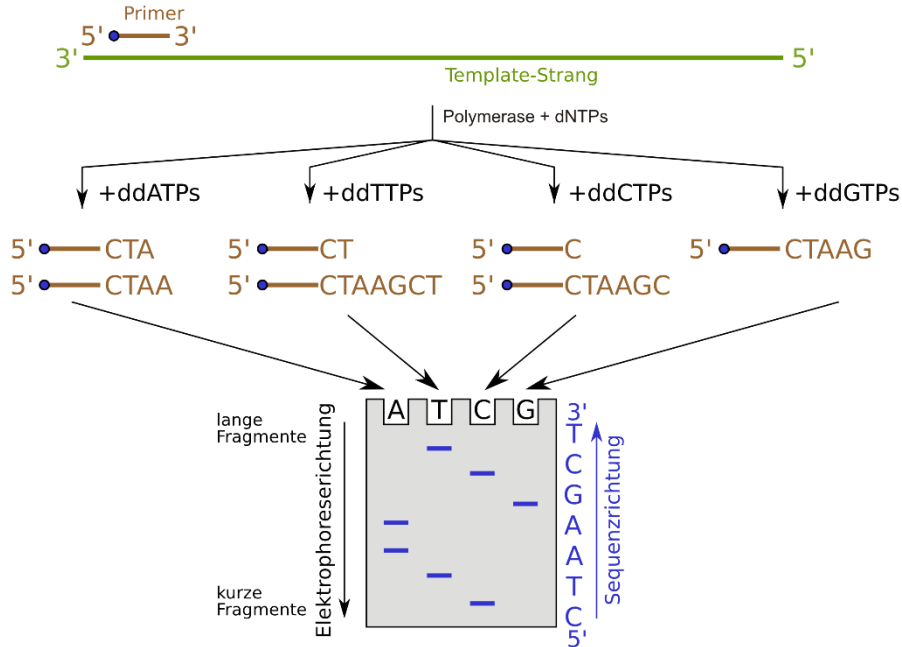 Primer
5' 3'
3' 5'
Template-Strang
Polymerase + dNTPs
+ddATPs +ddTTPs +ddCTPs +ddGTPs
5' CTA 5' CT 5' C 5' CTAAG
5' CTAA 5' CTAAGCT 5' CTAAGC
A T C G
lange
Fragmente
Elektrophoreserichtung
kurze
Fragmente
3'
T
C
G
A
A
T
C
5'
Sequenzrichtung